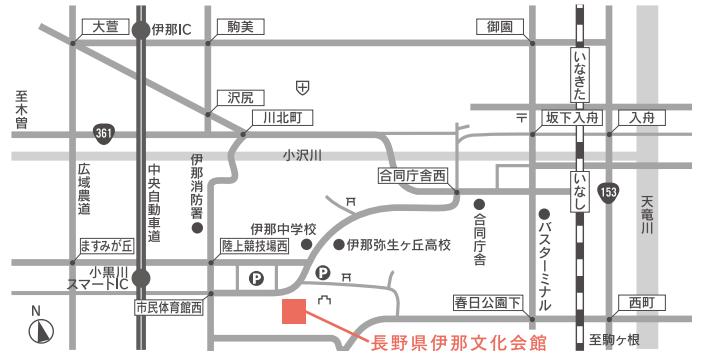 大萱
伊那IC
駒美
御園
いなきた
至木曽
沢尻
川北町
〒
坂下入舟
入舟
361
小沢川
広域農道
中央自動車道
伊那消防署
合同庁舎西
いなし
153
天竜川
伊那中学校
伊那弥生ヶ丘高校
合同庁舎
バスターミナル
ますみが丘
陸上競技場西
小黒川
スマートIC
P
P
市民体育館西
春日公園下
西町
N
長野県伊那文化会館
至駒ヶ根